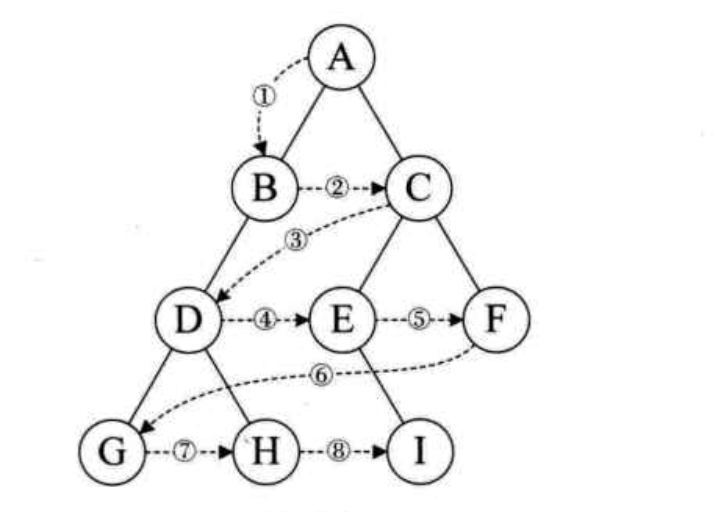 A
①
B ② C
③
D ④ E ⑤ F
⑥
G ⑦ H ⑧ I